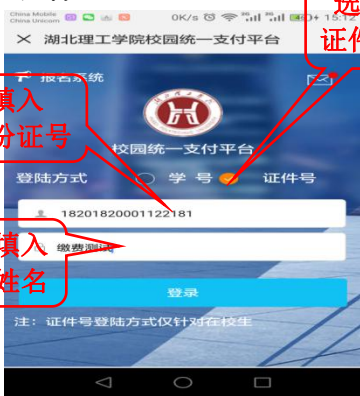 China Mobile
China Unicom
0K/s
15:12
选
证件
× 湖北理工学院校园统一支付平台
报名系统
填入
份证号
校园统一支付平台
登陆方式 学 号 证件号
18201820001122181
缴费测试
填入
姓名
登录
注：证件号登陆方式仅针对在校生